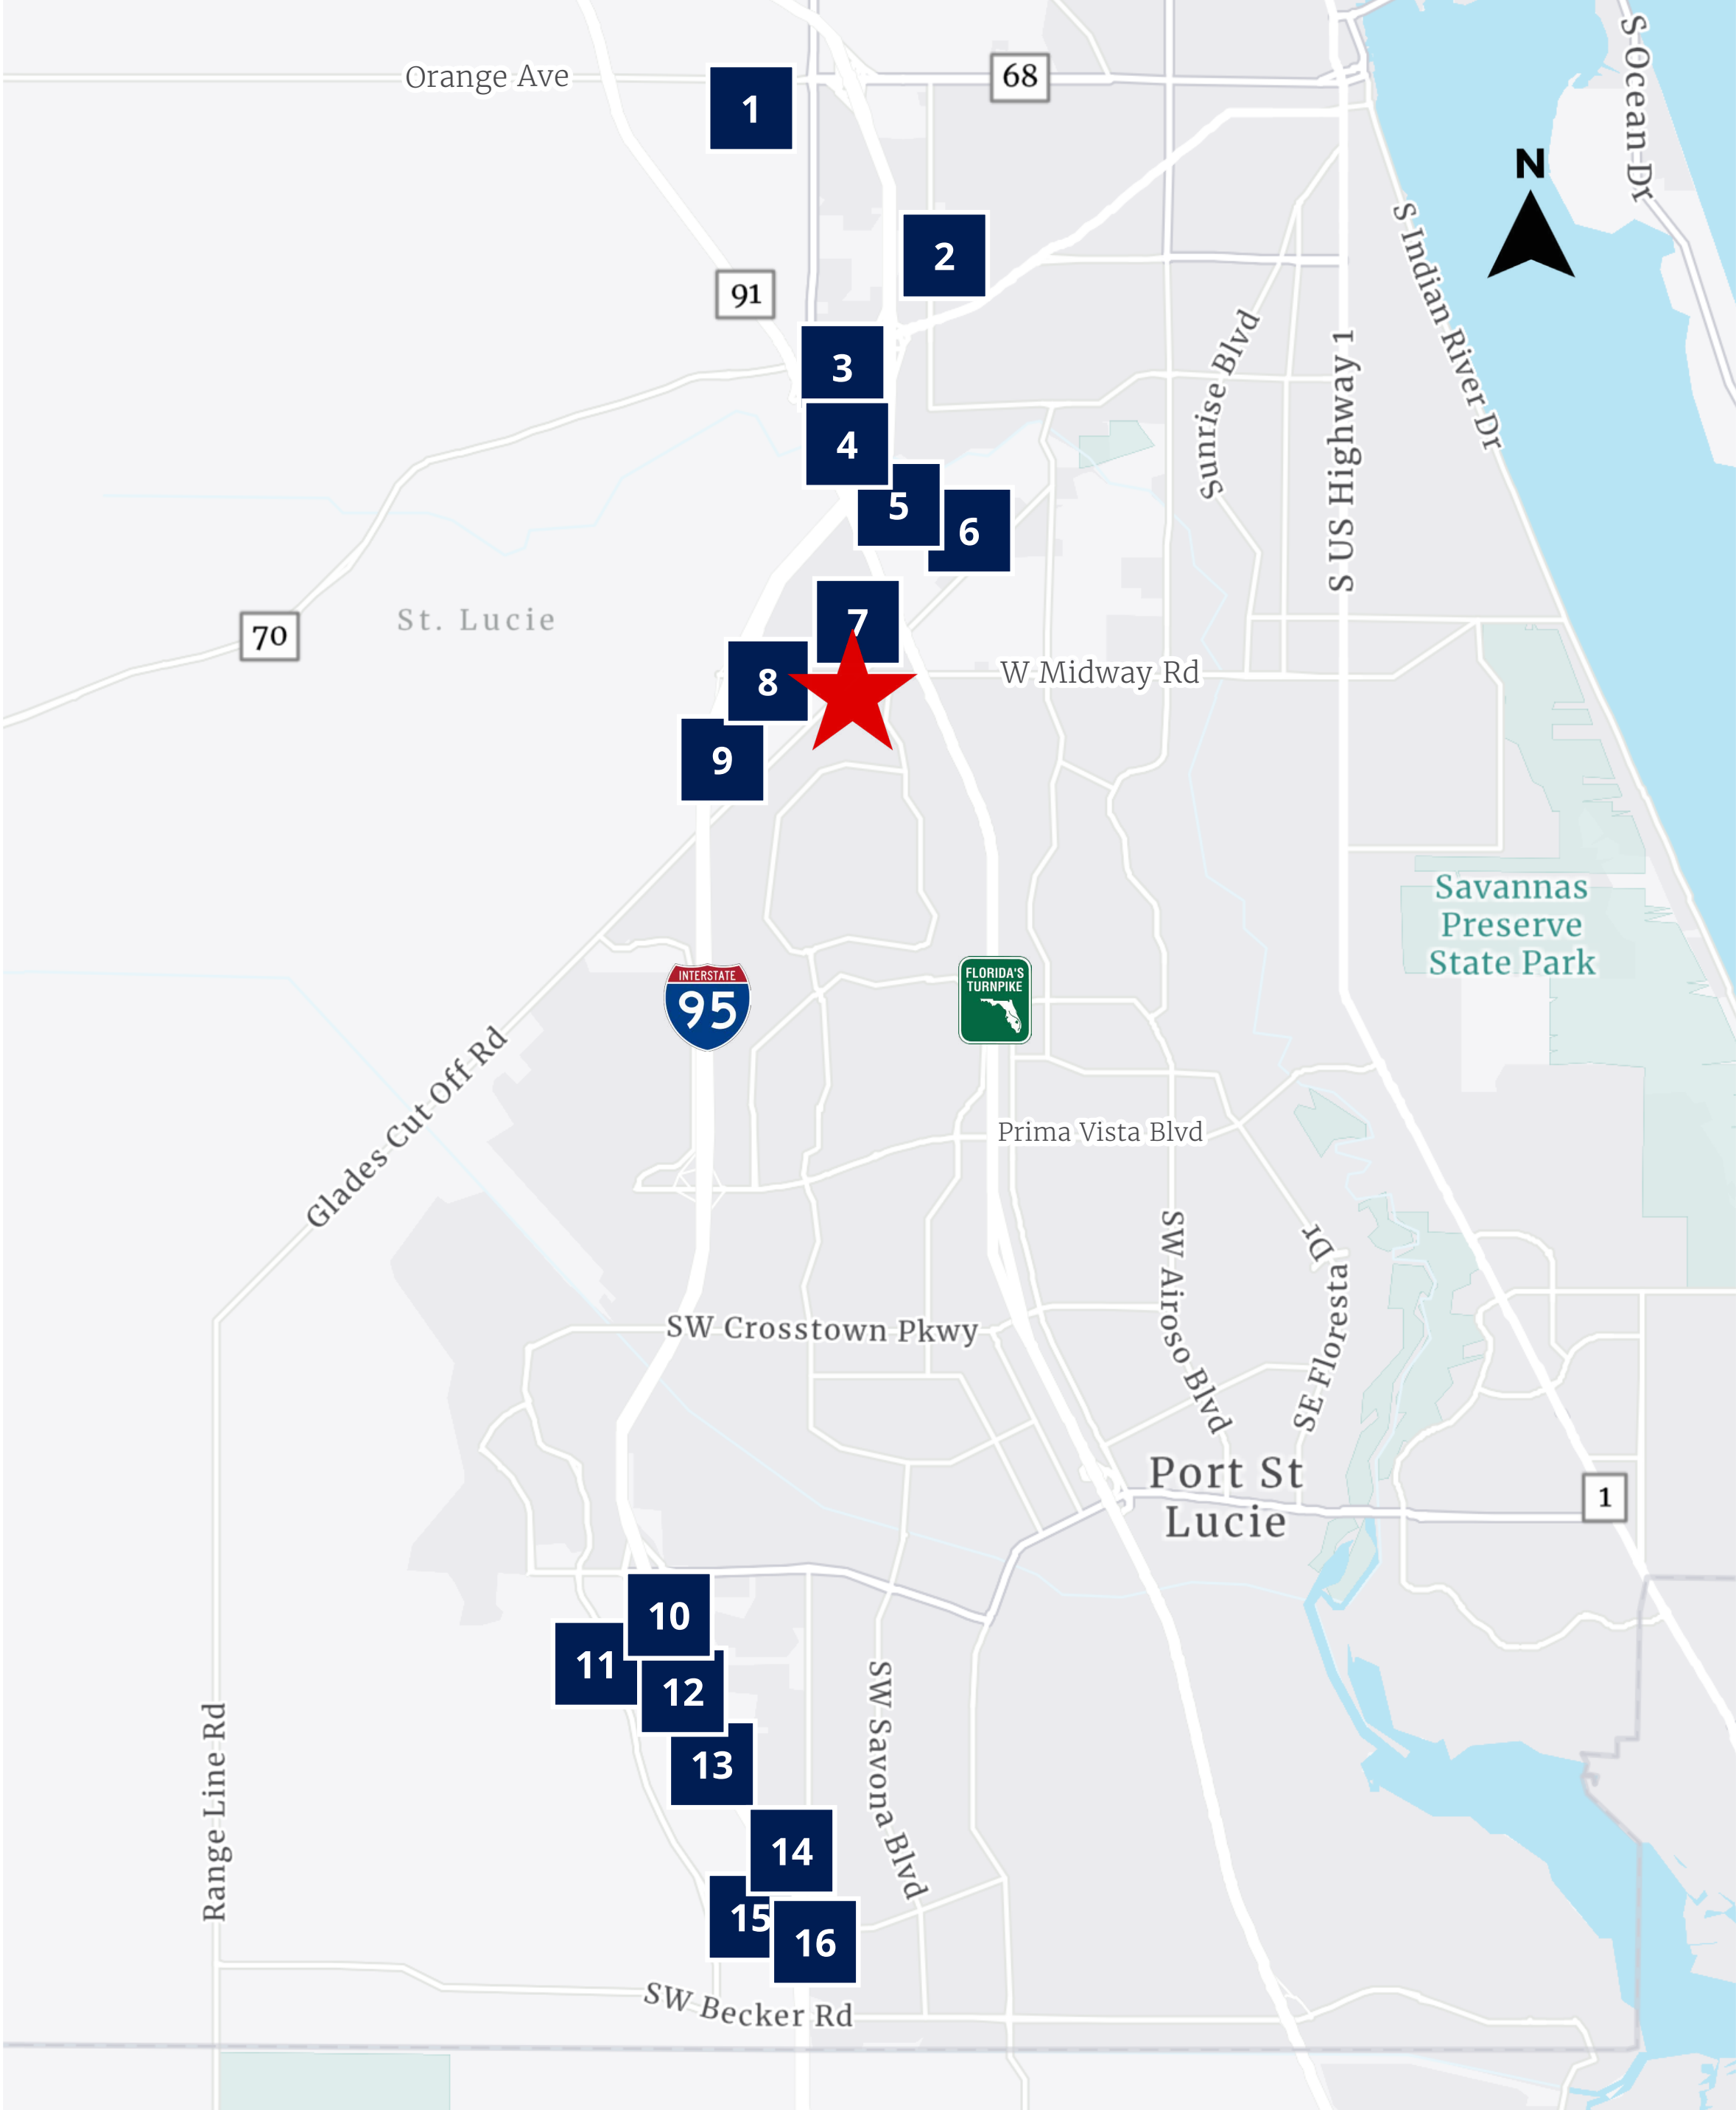 S Ocean Dr
Orange Ave
68
1
N
2
S Indian River Dr
91
Sunrise Blvd
S US Highway 1
3
4
5
6
St. Lucie
70
7
W Midway Rd
8
9
Savannas
Preserve
State Park
INTERSTATE
95
FLORIDA'S
TURNPIKE
Glades Cut Off Rd
Prima Vista Blvd
SW Airoso Blvd
SE Floresta Dr
SW Crosstown Pkwy
Port St
Lucie
1
10
11
12
SW Savona Blvd
Range Line Rd
13
14
15
16
SW Becker Rd